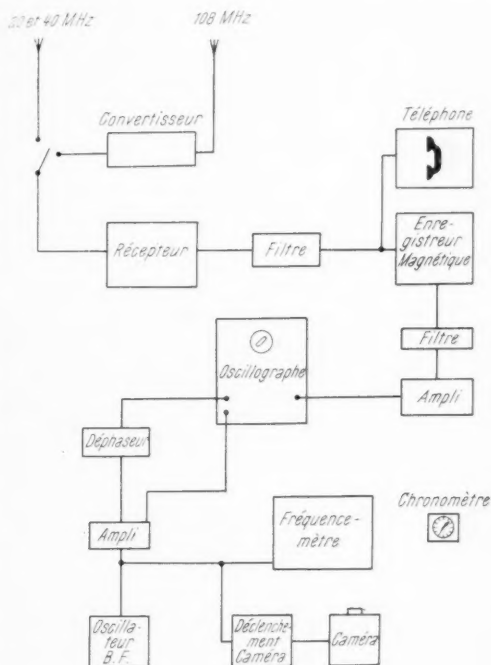 20 et 40 MHz
108 MHz
Convertisseur
Téléphone
Récepteur
Filtre
Enre-
gistreur
Magnétique
Filtre
Oscillographe
Ampli
Déphaseur
Chronomètre
Fréquence-
mètre
Ampli
Oscilla-
teur
B.F.
Déclenche-
ment
Caméra
Caméra